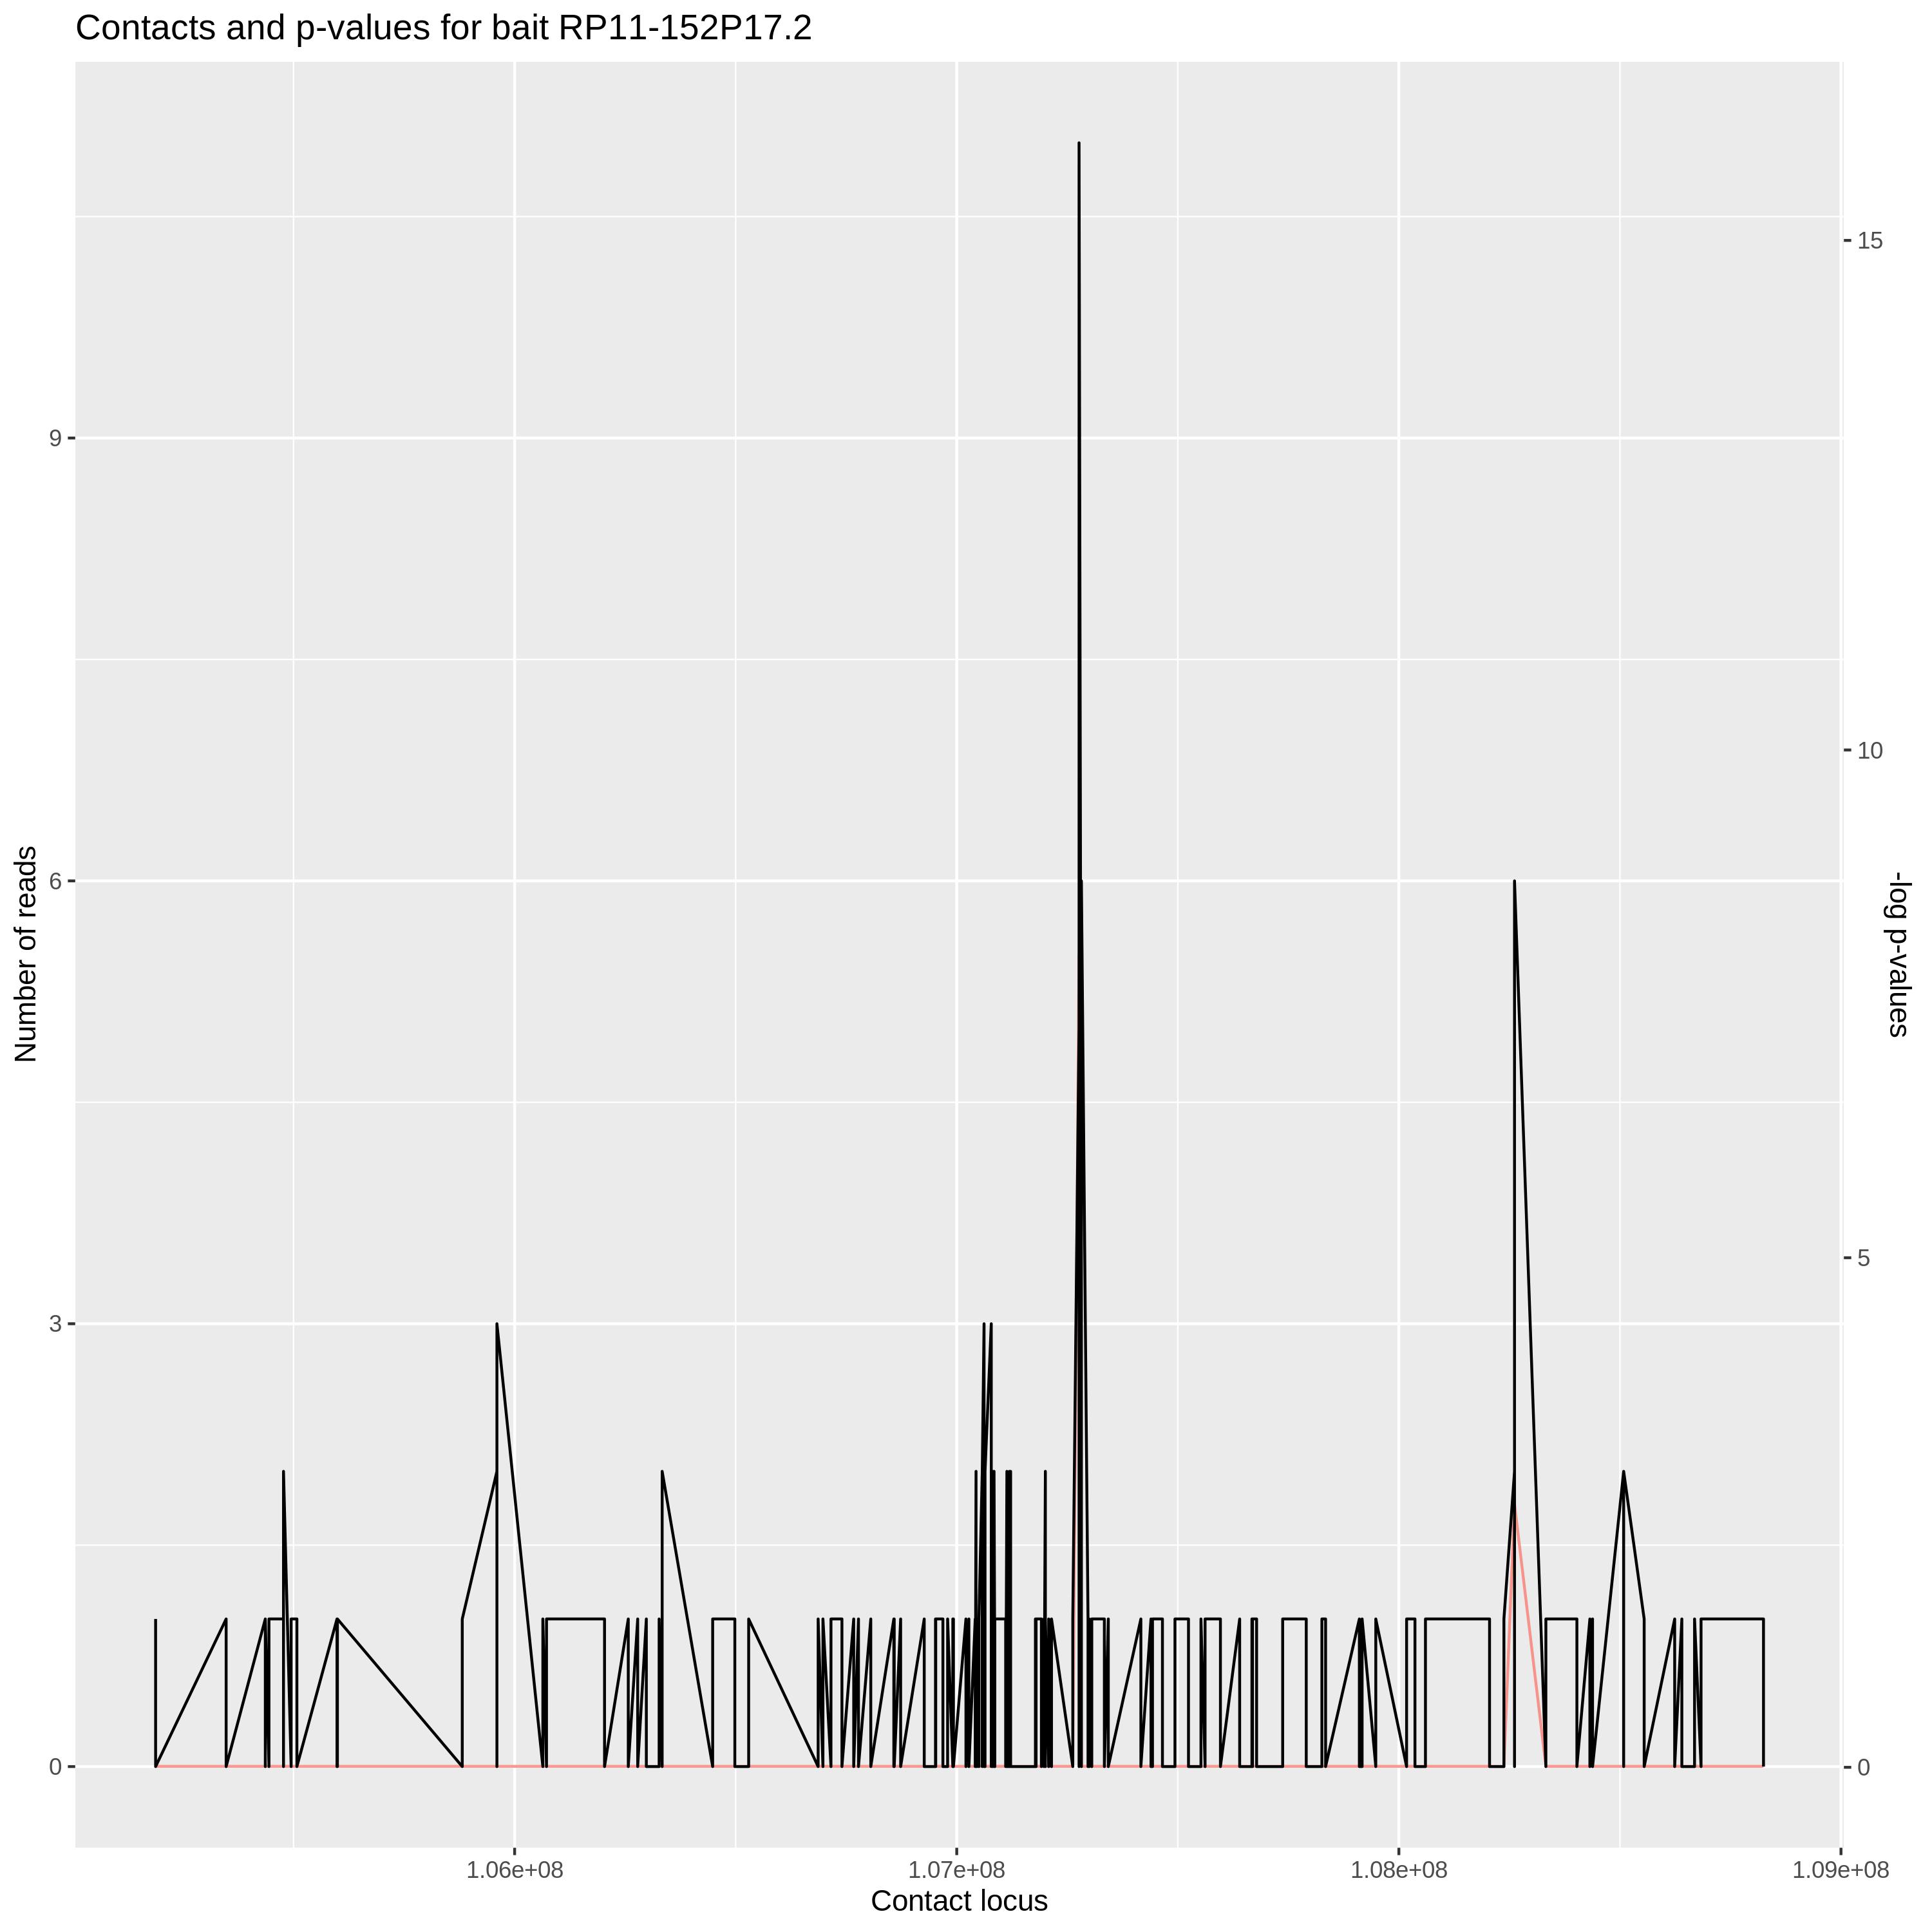 Contacts and p-values for bait RP11-152P17.2
15
9
10
6
Number of reads
-log p-values
5
3
0
0
1.06e+08
1.07e+08
1.08e+08
1.09e+08
Contact locus